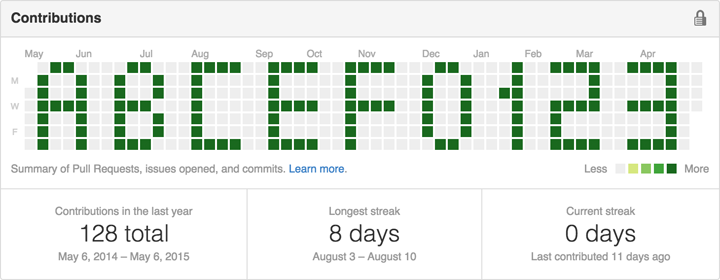 Contributions
May Jun Jul Aug Sep Oct Nov Dec Jan Feb Mar Apr
M
W
F
ABCEF0123
Summary of Pull Requests, issues opened, and commits. Learn more.
Less More
Contributions in the last year
128 total
May 6, 2014 – May 6, 2015
Longest streak
8 days
August 3 – August 10
Current streak
0 days
Last contributed 11 days ago